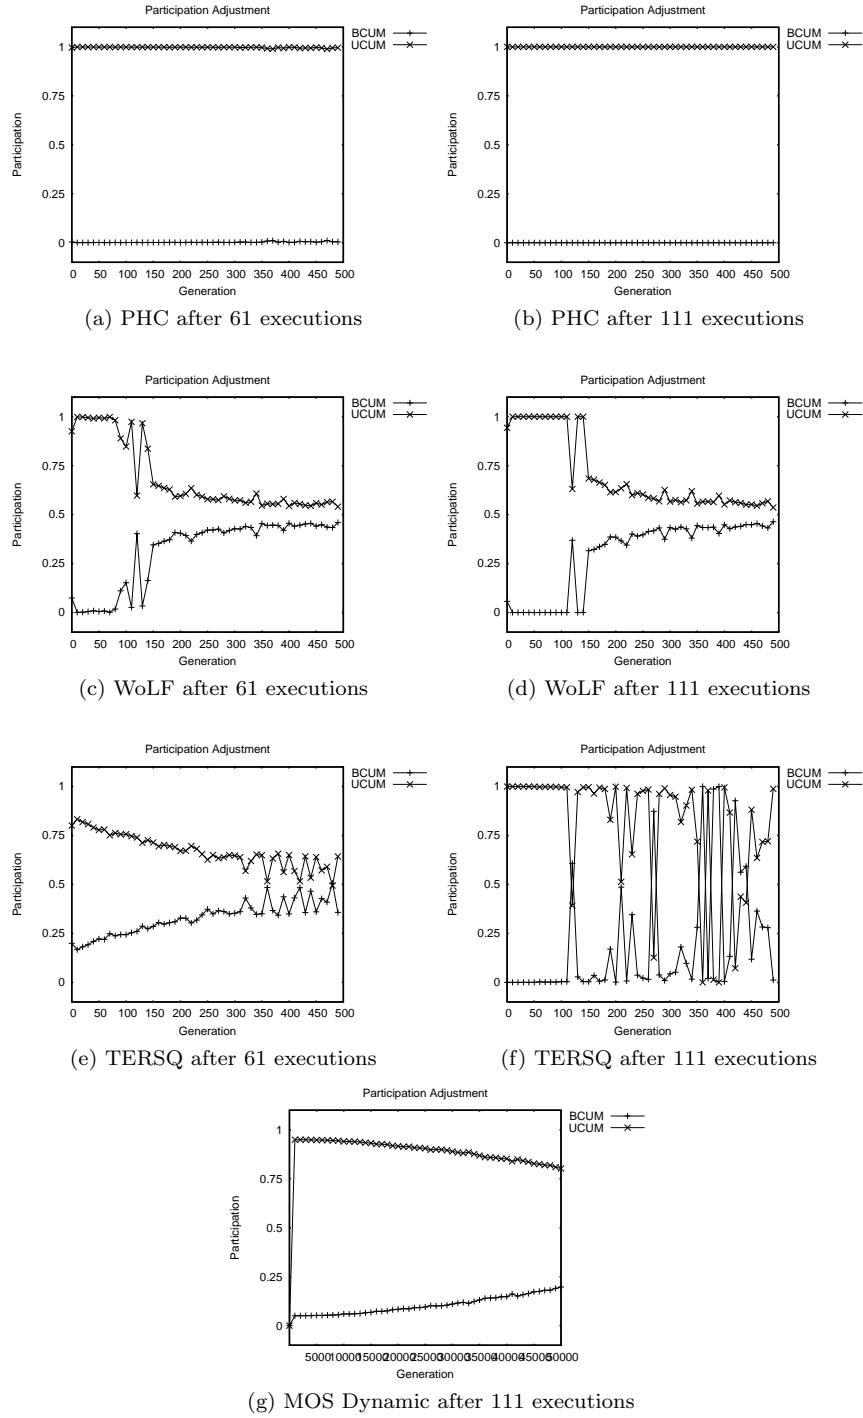 Participation Adjustment
BCUM
UCUM
1
0.75
0.5
0.25
0
Participation
0 50 100 150 200 250 300 350 400 450 500
Generation
(a) PHC after 61 executions
Participation Adjustment
BCUM
UCUM
1
0.75
0.5
0.25
0
Participation
0 50 100 150 200 250 300 350 400 450 500
Generation
(b) PHC after 111 executions
Participation Adjustment
BCUM
UCUM
1
0.75
0.5
0.25
0
Participation
0 50 100 150 200 250 300 350 400 450 500
Generation
(c) WoLF after 61 executions
Participation Adjustment
BCUM
UCUM
1
0.75
0.5
0.25
0
Participation
0 50 100 150 200 250 300 350 400 450 500
Generation
(d) WoLF after 111 executions
Participation Adjustment
BCUM
UCUM
1
0.75
0.5
0.25
0
Participation
0 50 100 150 200 250 300 350 400 450 500
Generation
(e) TERSQ after 61 executions
Participation Adjustment
BCUM
UCUM
1
0.75
0.5
0.25
0
Participation
0 50 100 150 200 250 300 350 400 450 500
Generation
(f) TERSQ after 111 executions
Participation Adjustment
BCUM
UCUM
1
0.75
0.5
0.25
0
Participation
5000 10000 15000 20000 25000 30000 35000 40000 45000 50000
Generation
(g) MOS Dynamic after 111 executions